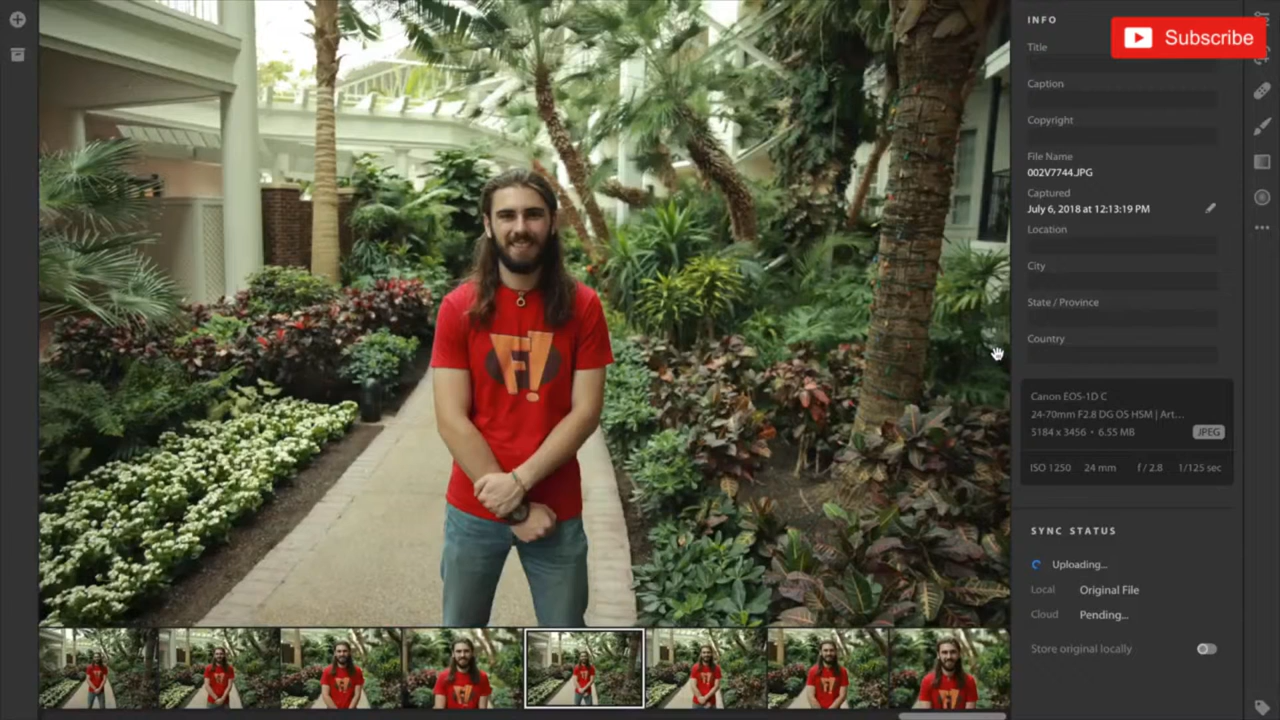 INFO
Subscribe
Title
Caption
Copyright
File Name
002V7744.JPG
Captured
July 6, 2018 at 12:13:19 PM
Location
City
State / Province
Country
Canon EOS-1D C
24-70mm F2.8 DG OS HSM | Art...
5184 x 3456 • 6.55 MB JPEG
ISO 1250 24 mm f / 2.8 1/125 sec
SYNC STATUS
Uploading...
Local Original File
Cloud Pending...
Store original locally
F!